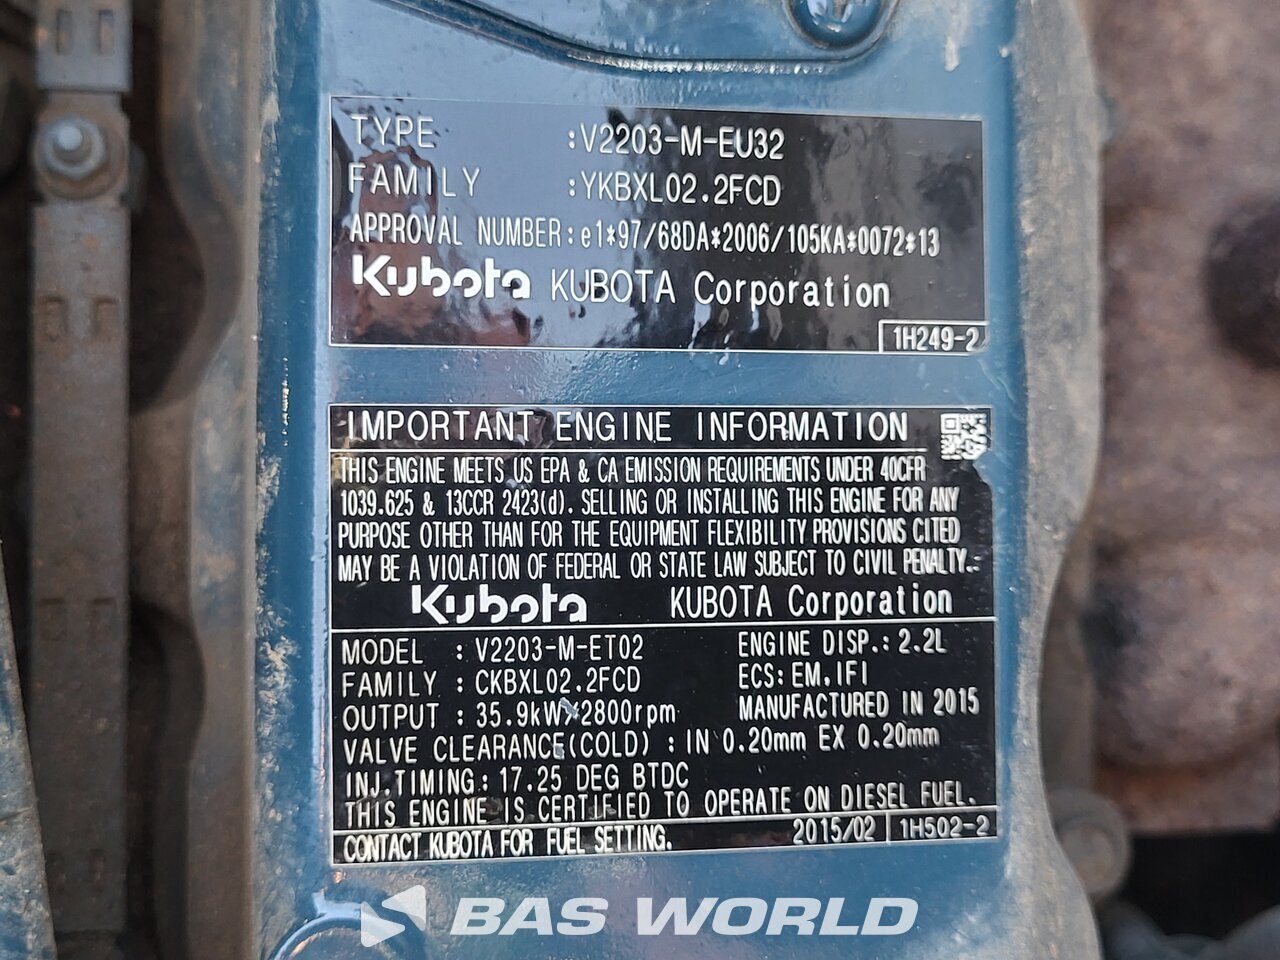 TYPE :V2203-M-EU32
FAMILY :YKBXL02.2FCD
APPROVAL NUMBER:e1*97/68DA*2006/105KA*0072*13
Kubota KUBOTA Corporation
1H249-2
IMPORTANT ENGINE INFORMATION
THIS ENGINE MEETS US EPA & CA EMISSION REQUIREMENTS UNDER 40CFR
1039.625 & 13CCR 2423(d). SELLING OR INSTALLING THIS ENGINE FOR ANY
PURPOSE OTHER THAN FOR THE EQUIPMENT FLEXIBILITY PROVISIONS CITED
MAY BE A VIOLATION OF FEDERAL OR STATE LAW SUBJECT TO CIVIL PENALTY.
Kubota KUBOTA Corporation
MODEL : V2203-M-ET02 ENGINE DISP.: 2.2L
FAMILY : CKBXL02.2FCD ECS: EM.IFI
OUTPUT : 35.9kW/2800rpm MANUFACTURED IN 2015
VALVE CLEARANCE(COLD) : IN 0.20mm EX 0.20mm
INJ.TIMING: 17.25 DEG BTDC
THIS ENGINE IS CERTIFIED TO OPERATE ON DIESEL FUEL.
CONTACT KUBOTA FOR FUEL SETTING. 2015/02 1H502-2
BAS WORLD